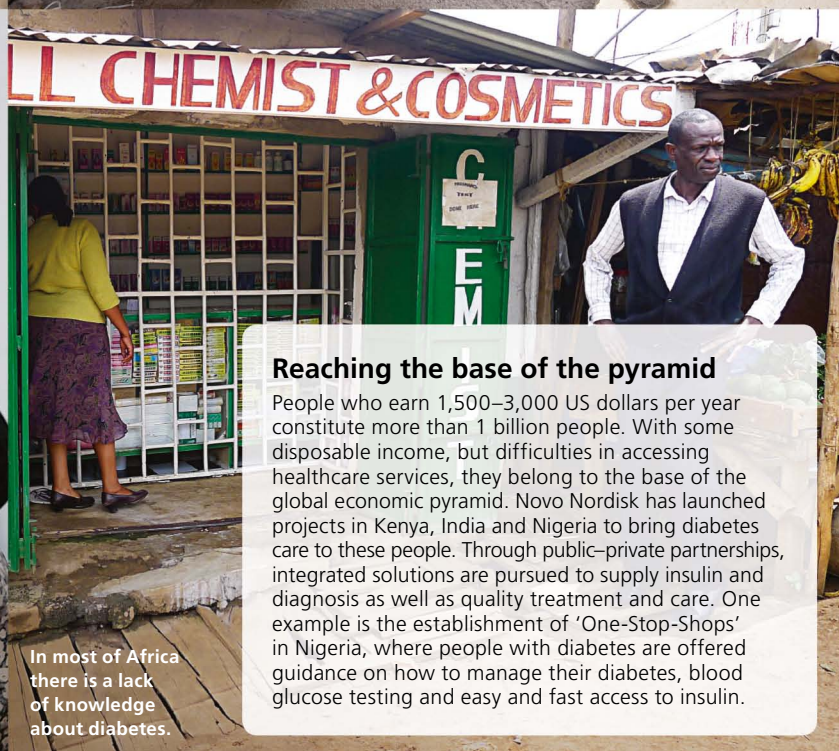 LL CHEMIST &COSMETICS
C
PREGNANCY
TEST
DONE HERE
E
M
I
S
T
Reaching the base of the pyramid
People who earn 1,500–3,000 US dollars per year
constitute more than 1 billion people. With some
disposable income, but difficulties in accessing
healthcare services, they belong to the base of the
global economic pyramid. Novo Nordisk has launched
projects in Kenya, India and Nigeria to bring diabetes
care to these people. Through public–private partnerships,
integrated solutions are pursued to supply insulin and
diagnosis as well as quality treatment and care. One
example is the establishment of ‘One-Stop-Shops’
in Nigeria, where people with diabetes are offered
guidance on how to manage their diabetes, blood
glucose testing and easy and fast access to insulin.
In most of Africa
there is a lack
of knowledge
about diabetes.